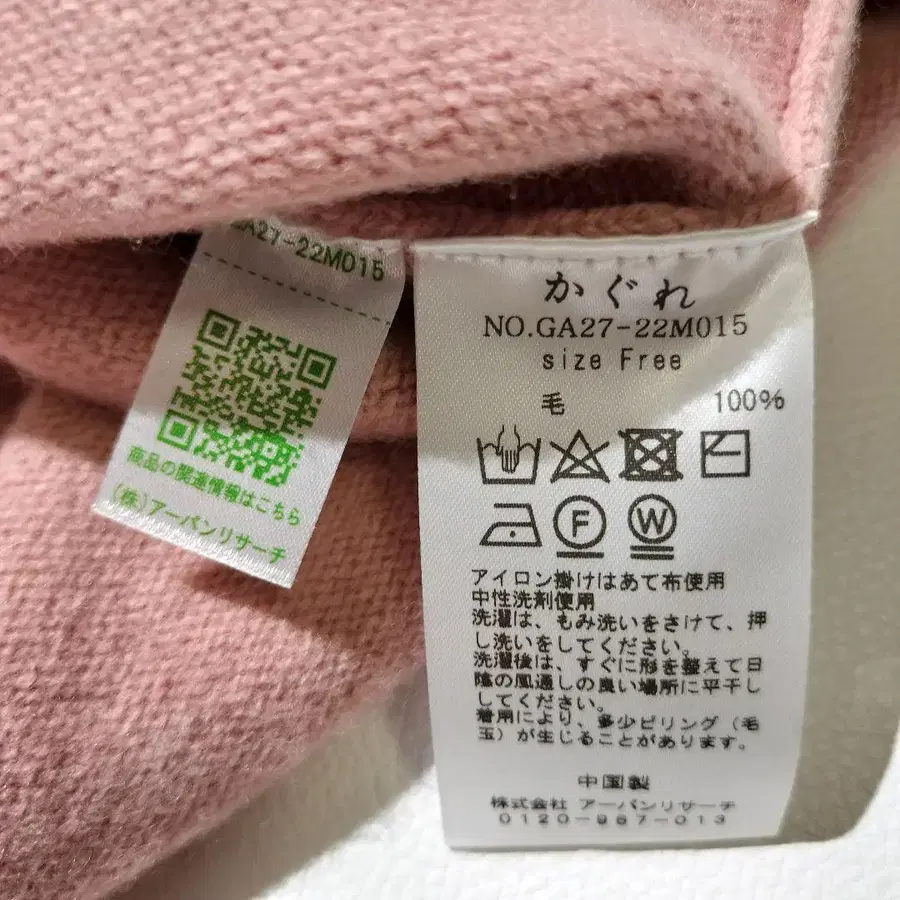 GA27-22M015
商品の関連情報はこちら
(株)アーバンリサーチ
かぐれ
NO.GA27-22M015
size Free
毛 100%
F W
アイロン掛けはあて布使用
中性洗剤使用
洗濯は、もみ洗いをさけて、押
し洗いをしてください。
洗濯後は、すぐに形を整えて日
陰の風通しの良い場所に平干し
してください。
着用により、多少ピリング(毛
玉)が生じることがあります。
中国製
株式会社 アーバンリサーチ
0120-967-013